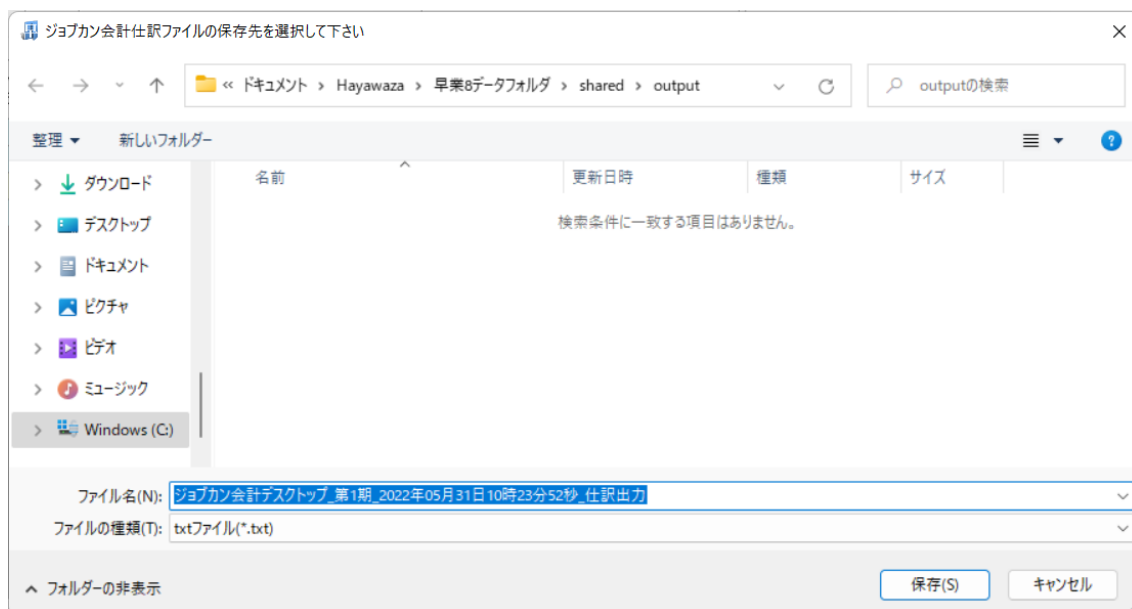 ジョブカン会計仕訳ファイルの保存先を選択して下さい
« ドキュメント > Hayawaza > 早業8データフォルダ > shared > output
outputの検索
整理 新しいフォルダー
名前 更新日時 種類 サイズ
検索条件に一致する項目はありません。
ダウンロード
デスクトップ
ドキュメント
ピクチャ
ビデオ
ミュージック
Windows (C:)
ファイル名(N): ジョブカン会計デスクトップ_第1期_2022年05月31日10時23分52秒_仕訳出力
ファイルの種類(T): txtファイル(*.txt)
フォルダーの非表示 保存(S) キャンセル